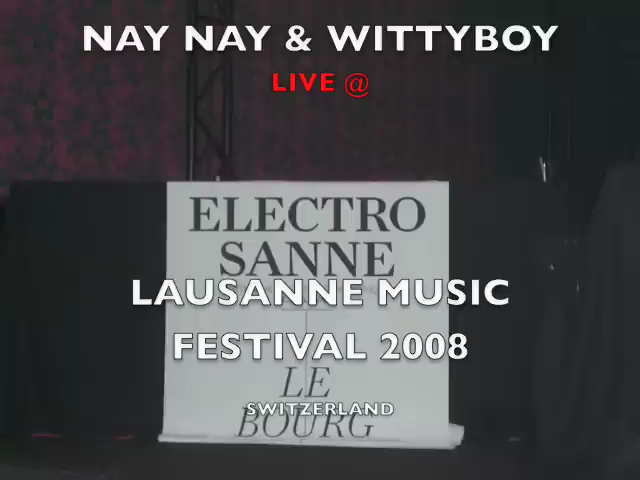 NAY NAY & WITTYBOY
LIVE @
ELECTRO
SANNE
LAUSANNE MUSIC
FESTIVAL 2008
LE
SWITZERLAND
BOURG